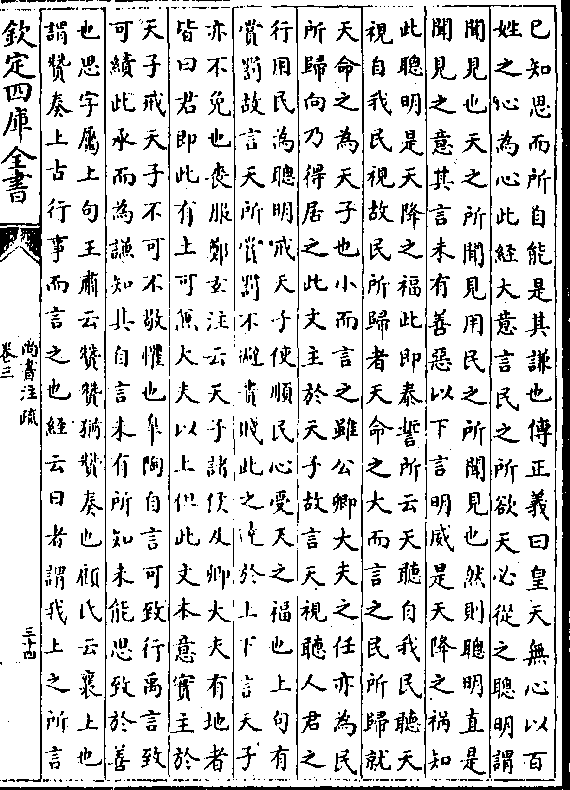 已知思而所自能是其謙也傳正義曰皇天無心以百
姓之心為心此經大意言民之所欲天必從之聰明謂
聞見也天之所聞見用民之所聞見也然則聰明直是
聞見之意其言未有善惡以下言明威是天降之禍知
此聰明是天降之福此即泰誓所云天聽自我民聽天
視自我民視故民所歸者天命之大而言之民所歸就
天命之為天子也小而言之雖公卿大夫之任亦為民
所歸向乃得居之此文主於天子故言天視聽人君之
行用民為聰明戒天子使順民心受天之福也上句有
賞罰故言天所賞罰不避貴賤此之達於上下言天子
亦不免也喪服鄭玄注云天子諸侯及卿大夫有地者
皆曰君即此有土可兼大夫以上但此文本意實主於
天子戒天子不可不敬懼也臯陶自言可致行禹言致
可績此承而為謙知其自言未有所知未能思致於善
也思字屬上句王肅云贊贊猶贊奏也顧氏云襄上也
謂贊奏上古行事而言之也經云曰者謂我上之所言
欽定四庫全書
尚書注疏
卷三
三十四